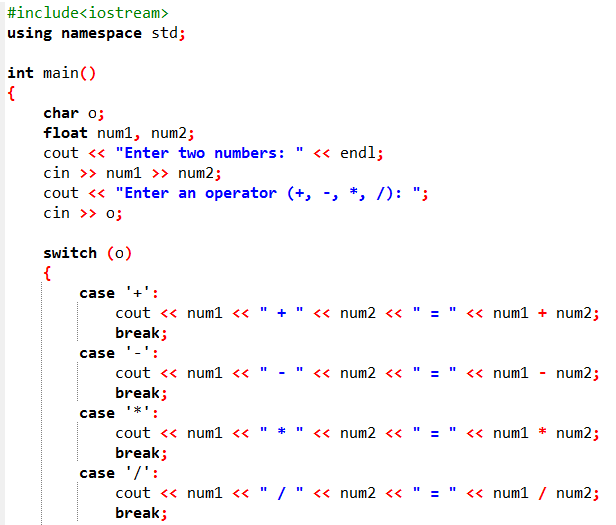 #include<iostream>
using namespace std;
int main()
{
char o;
float num1, num2;
cout << "Enter two numbers: " << endl;
cin >> num1 >> num2;
cout << "Enter an operator (+, -, *, /): ";
cin >> o;
switch (o)
{
case '+':
cout << num1 << " + " << num2 << " = " << num1 + num2;
break;
case '-':
cout << num1 << " - " << num2 << " = " << num1 - num2;
break;
case '*':
cout << num1 << " * " << num2 << " = " << num1 * num2;
break;
case '/':
cout << num1 << " / " << num2 << " = " << num1 / num2;
break;